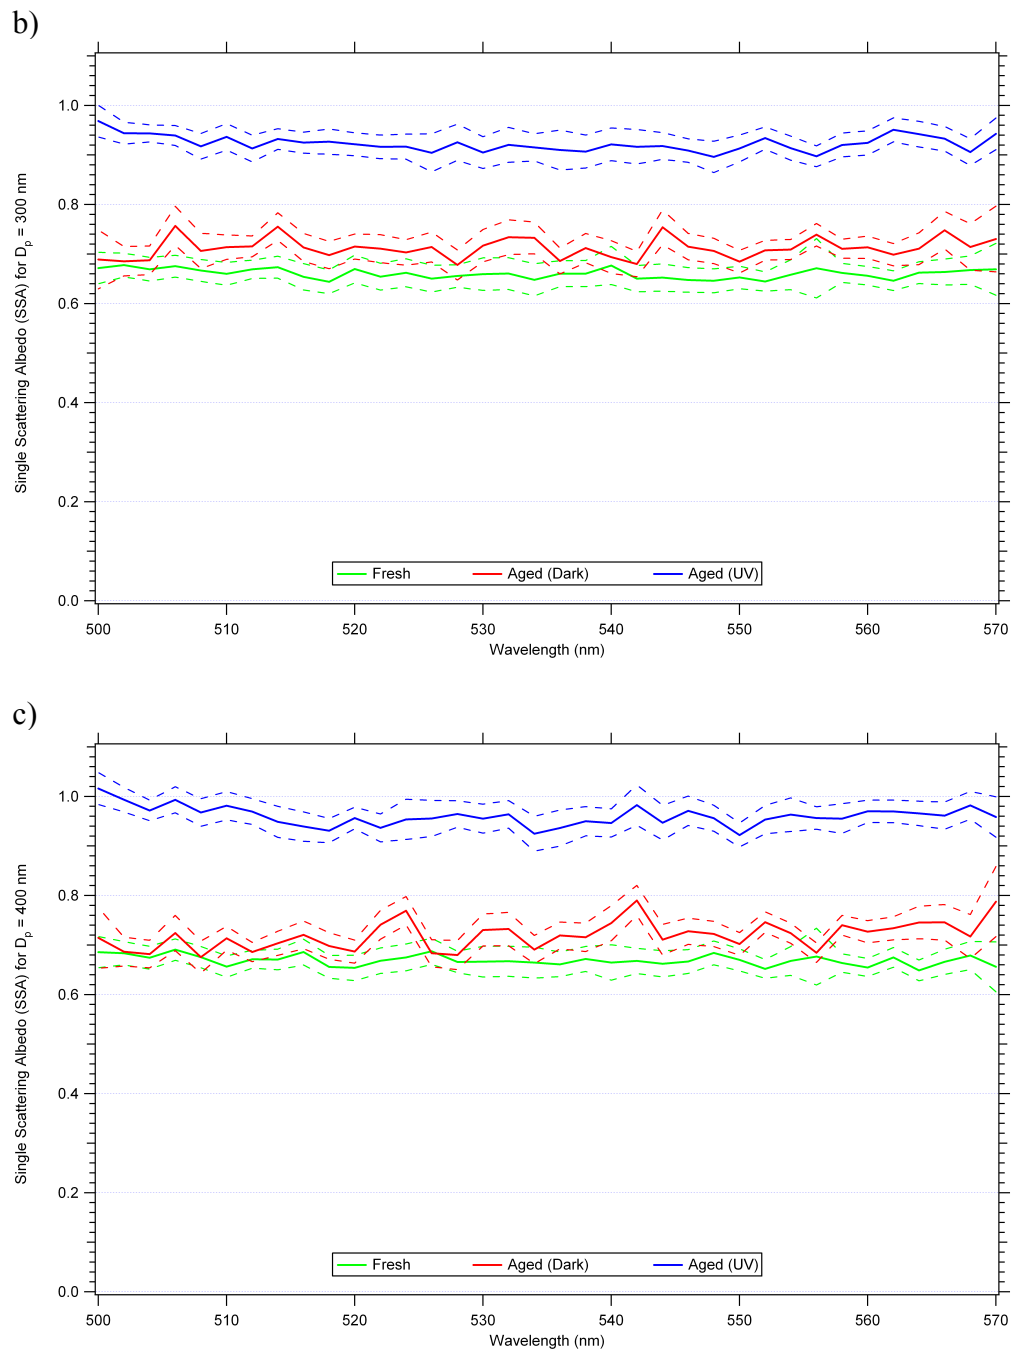 b)
Single Scattering Albedo (SSA) for Dp = 300 nm
1.0
0.8
0.6
0.4
0.2
0.0
Fresh Aged (Dark) Aged (UV)
500 510 520 530 540 550 560 570
Wavelength (nm)
c)
Single Scattering Albedo (SSA) for Dp = 400 nm
1.0
0.8
0.6
0.4
0.2
0.0
Fresh Aged (Dark) Aged (UV)
500 510 520 530 540 550 560 570
Wavelength (nm)